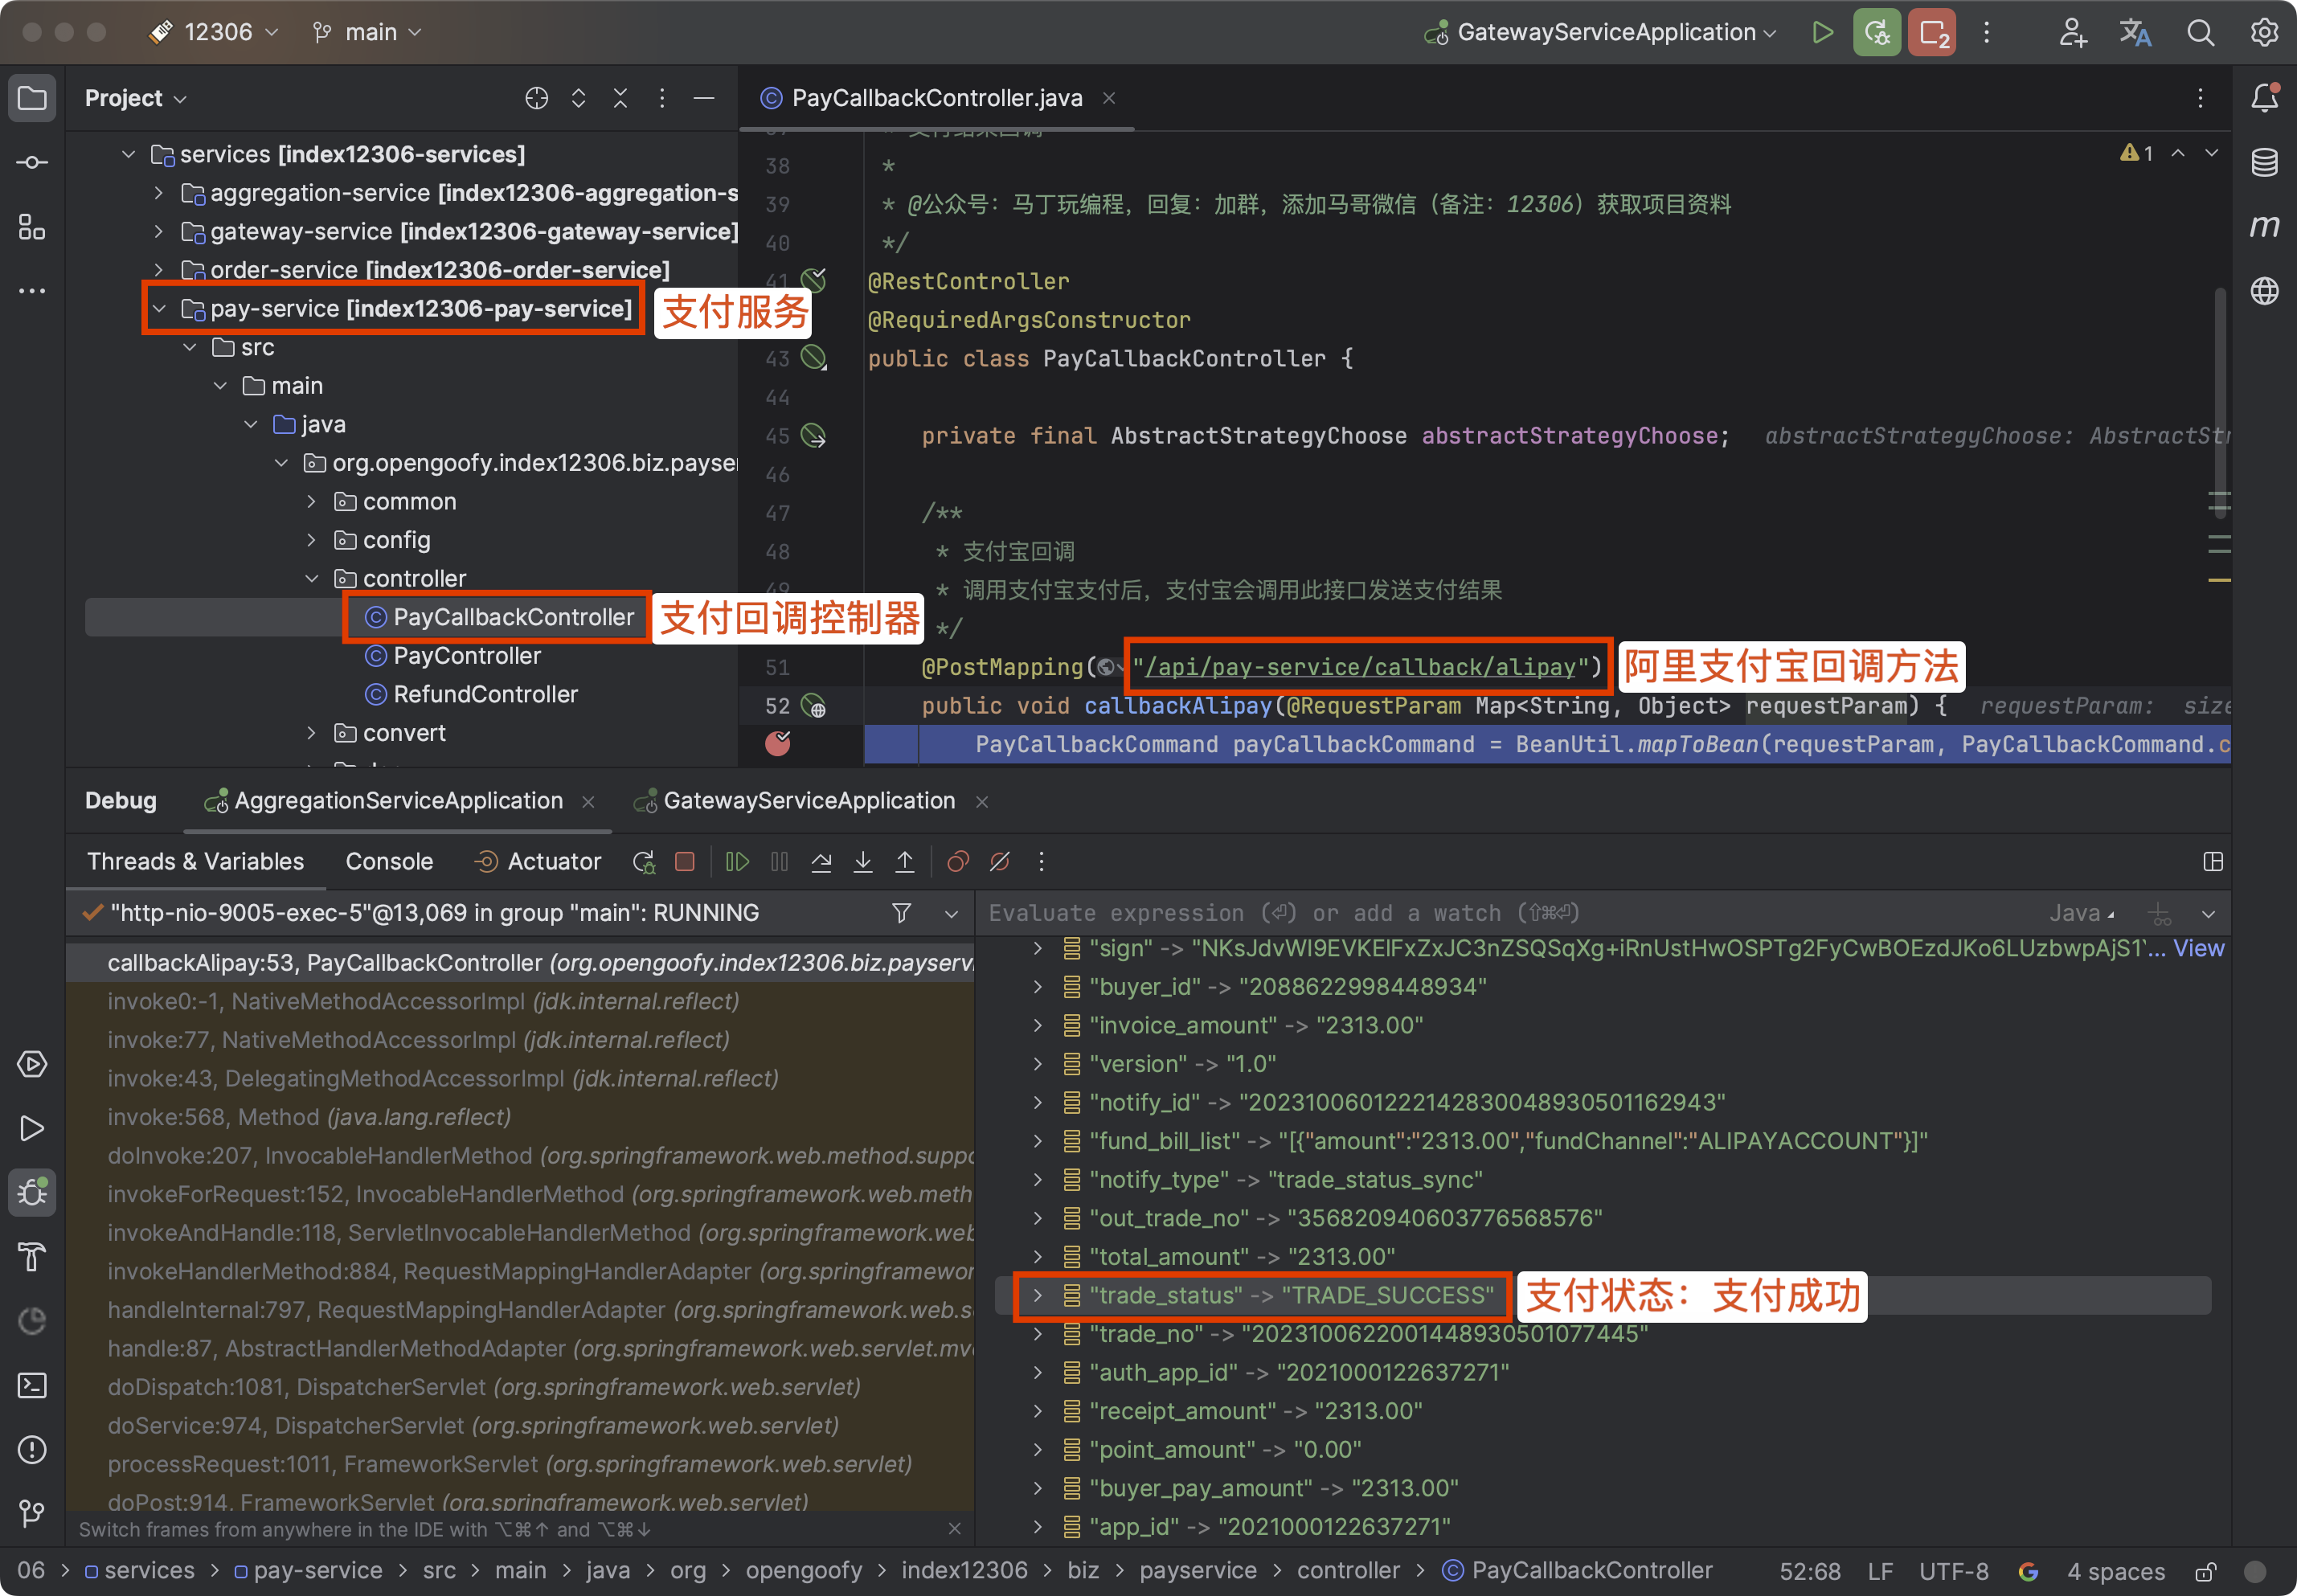 12306
main
GatewayServiceApplication
2
Project
services [index12306-services]
aggregation-service [index12306-aggregation-s
gateway-service [index12306-gateway-service]
order-service [index12306-order-service]
pay-service [index12306-pay-service]
支付服务
src
main
java
org.opengoofy.index12306.biz.payser
common
config
controller
PayCallbackController
支付回调控制器
PayController
RefundController
convert
PayCallbackController.java
1
38 *
39 * @公众号：马丁玩编程，回复：加群，添加马哥微信（备注：12306）获取项目资料
40 */
41 @RestController
@RequiredArgsConstructor
43 public class PayCallbackController {
44
45 private final AbstractStrategyChoose abstractStrategyChoose; abstractStrategyChoose: AbstractStr
46
47 /**
48 * 支付宝回调
49 * 调用支付宝支付后，支付宝会调用此接口发送支付结果
*/
51 @PostMapping("/api/pay-service/callback/alipay")
阿里支付宝回调方法
52 public void callbackAlipay(@RequestParam Map<String, Object> requestParam) { requestParam: size
PayCallbackCommand payCallbackCommand = BeanUtil.mapToBean(requestParam, PayCallbackCommand.c
Debug
AggregationServiceApplication
GatewayServiceApplication
Threads & Variables
Console
Actuator
"http-nio-9005-exec-5"@13,069 in group "main": RUNNING
callbackAlipay:53, PayCallbackController (org.opengoofy.index12306.biz.payserv
invoke0:-1, NativeMethodAccessorImpl (jdk.internal.reflect)
invoke:77, NativeMethodAccessorImpl (jdk.internal.reflect)
invoke:43, DelegatingMethodAccessorImpl (jdk.internal.reflect)
invoke:568, Method (java.lang.reflect)
doInvoke:207, InvocableHandlerMethod (org.springframework.web.method.suppo
invokeForRequest:152, InvocableHandlerMethod (org.springframework.web.meth
invokeAndHandle:118, ServletInvocableHandlerMethod (org.springframework.web
invokeHandlerMethod:884, RequestMappingHandlerAdapter (org.springframewor
handleInternal:797, RequestMappingHandlerAdapter (org.springframework.web.s
handle:87, AbstractHandlerMethodAdapter (org.springframework.web.servlet.mv
doDispatch:1081, DispatcherServlet (org.springframework.web.servlet)
doService:974, DispatcherServlet (org.springframework.web.servlet)
processRequest:1011, FrameworkServlet (org.springframework.web.servlet)
doPost:914, FrameworkServlet (org.springframework.web.servlet)
Switch frames from anywhere in the IDE with ⌥⌘↑ and ⌥⌘↓
Evaluate expression (⏎) or add a watch (⇧⌘⏎)
Java
"sign" -> "NKsJdvWI9EVKElFxZxJC3nZSQSqXg+iRnUstHwOSPTg2FyCwBOEzdJKo6LUzbwpAjS1Y... View
"buyer_id" -> "2088622998448934"
"invoice_amount" -> "2313.00"
"version" -> "1.0"
"notify_id" -> "2023100601222142830048930501162943"
"fund_bill_list" -> "[{"amount":"2313.00","fundChannel":"ALIPAYACCOUNT"}]"
"notify_type" -> "trade_status_sync"
"out_trade_no" -> "356820940603776568576"
"total_amount" -> "2313.00"
"trade_status" -> "TRADE_SUCCESS"
支付状态：支付成功
"trade_no" -> "2023100622001448930501077445"
"auth_app_id" -> "2021000122637271"
"receipt_amount" -> "2313.00"
"point_amount" -> "0.00"
"buyer_pay_amount" -> "2313.00"
"app_id" -> "2021000122637271"
06 > services > pay-service > src > main > java > org > opengoofy > index12306 > biz > payservice > controller > PayCallbackController
52:68 LF UTF-8 4 spaces